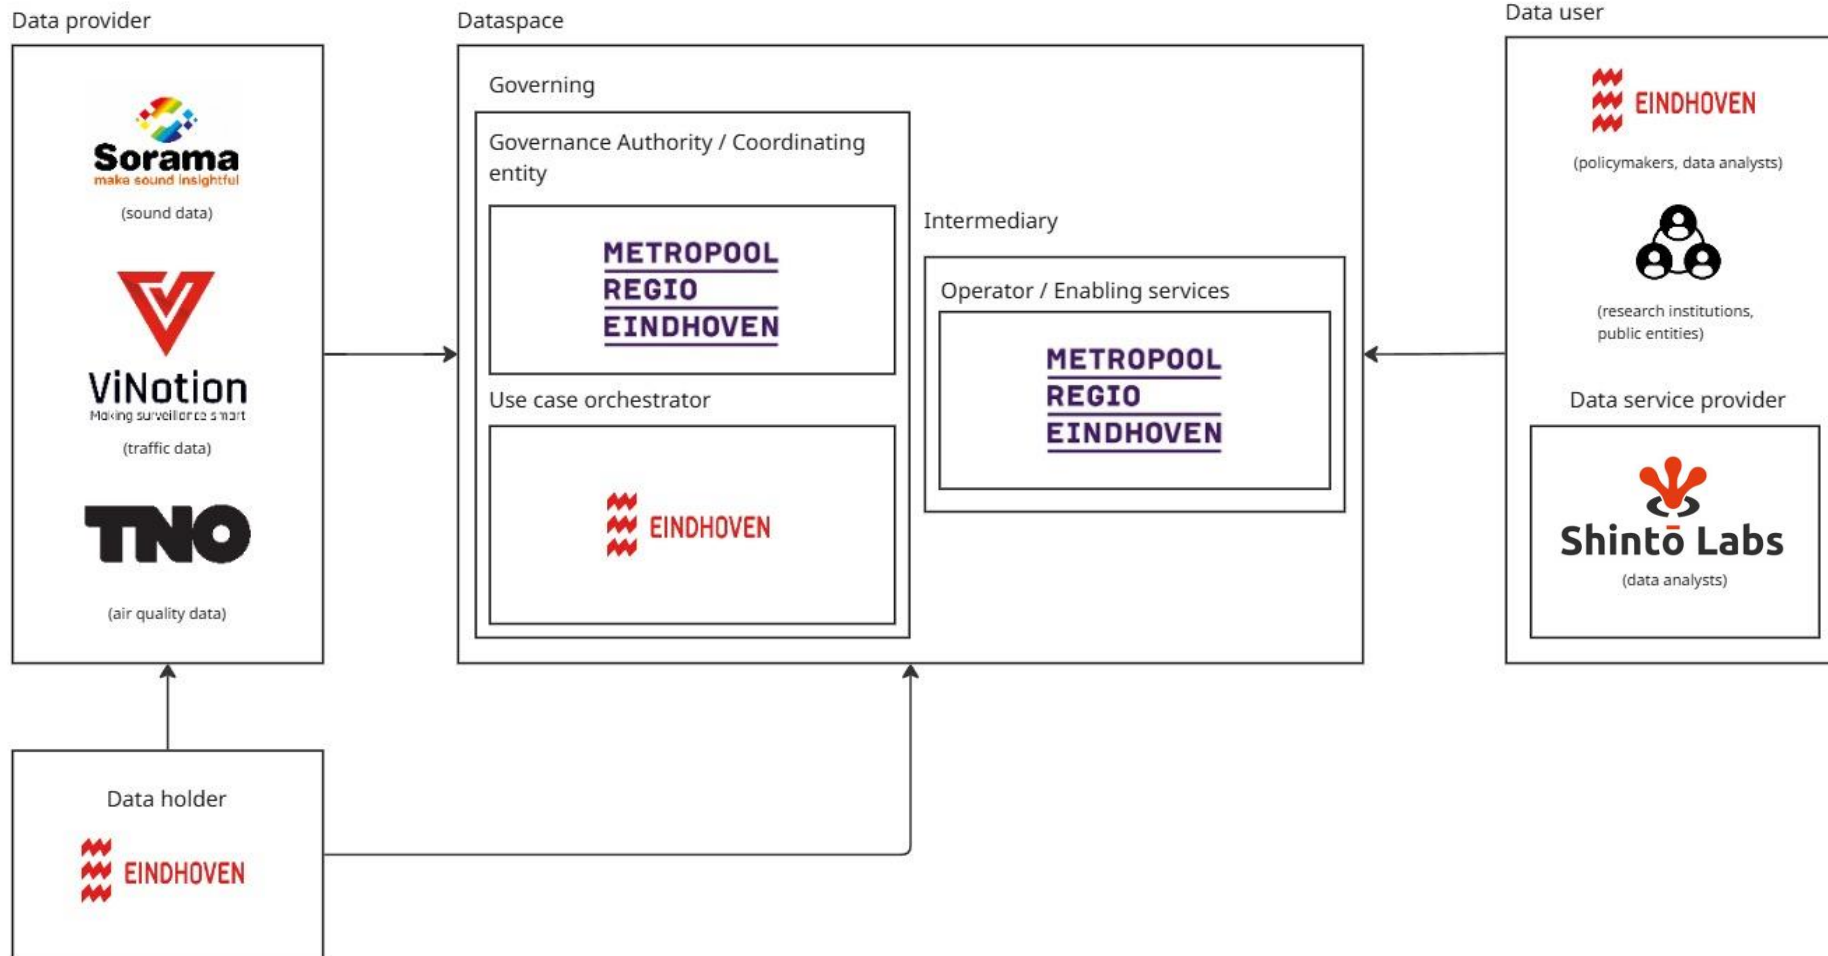 Data provider
Sorama
make sound insightful
(sound data)
ViNotion
Making surveillance smart
(traffic data)
TNO
(air quality data)
Data holder
EINDHOVEN
Dataspace
Governing
Governance Authority / Coordinating
entity
METROPOOL
REGIO
EINDHOVEN
Use case orchestrator
EINDHOVEN
Intermediary
Operator / Enabling services
METROPOOL
REGIO
EINDHOVEN
Data user
EINDHOVEN
(policymakers, data analysts)
(research institutions,
public entities)
Data service provider
Shintō Labs
(data analysts)